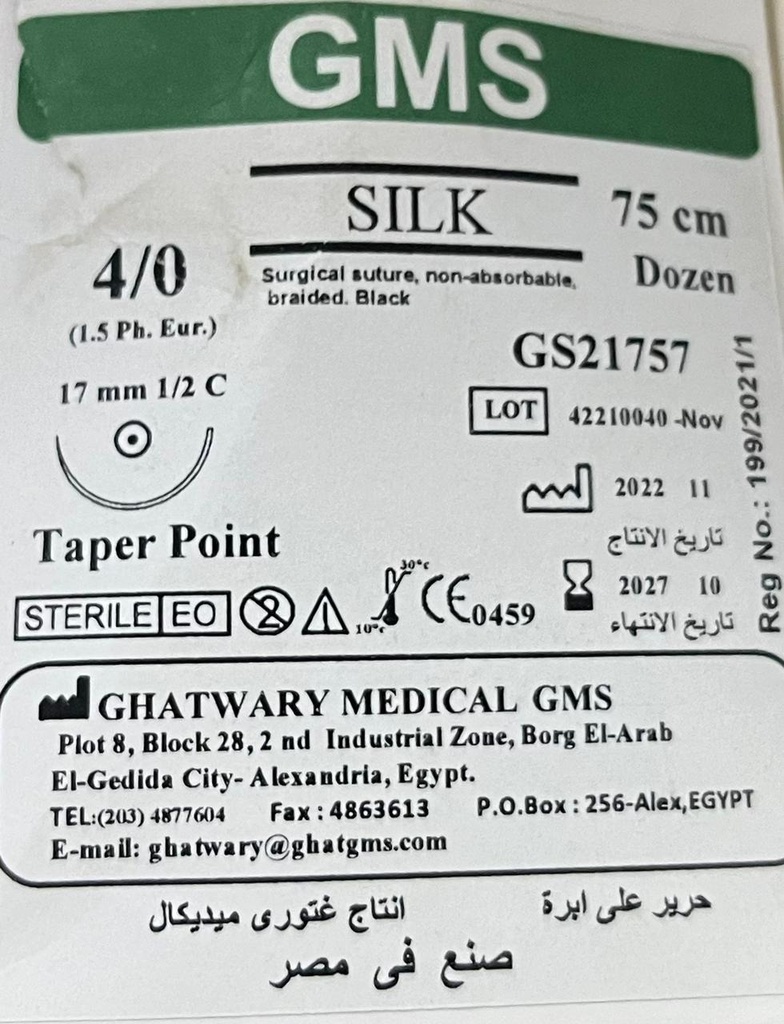 GMS
SILK
75 cm
4/0
Surgical suture, non-absorbable,
braided. Black
Dozen
(1.5 Ph. Eur.)
17 mm 1/2 C
GS21757
LOT 42210040 -Nov
2022 11
تاريخ الانتاج
Taper Point
2027 10
تاريخ الانتهاء
Reg No.: 199/2021/1
STERILE EO 2 10°c 30°c CE0459
GHATWARY MEDICAL GMS
Plot 8, Block 28, 2 nd Industrial Zone, Borg El-Arab
El-Gedida City- Alexandria, Egypt.
TEL:(203) 4877604 Fax : 4863613 P.O.Box : 256-Alex,EGYPT
E-mail: ghatwary@ghatgms.com
حرير على ابرة انتاج غتورى ميديكال
صنع فى مصر